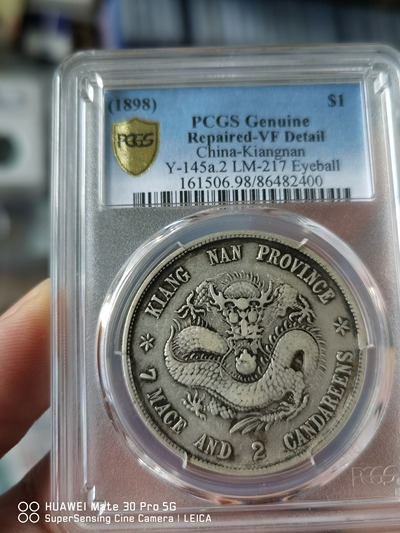 (1898) $1
PCGS Genuine
PCGS
Repaired-VF Detail
China-Kiangnan
Y-145a.2 LM-217 Eyeball
161506.98/86482400
KIANG NAN PROVINCE
7 MACE AND 2 CANDAREENS
PCGS
HUAWEI Mate 30 Pro 5G
SuperSensing Cine Camera | LEICA